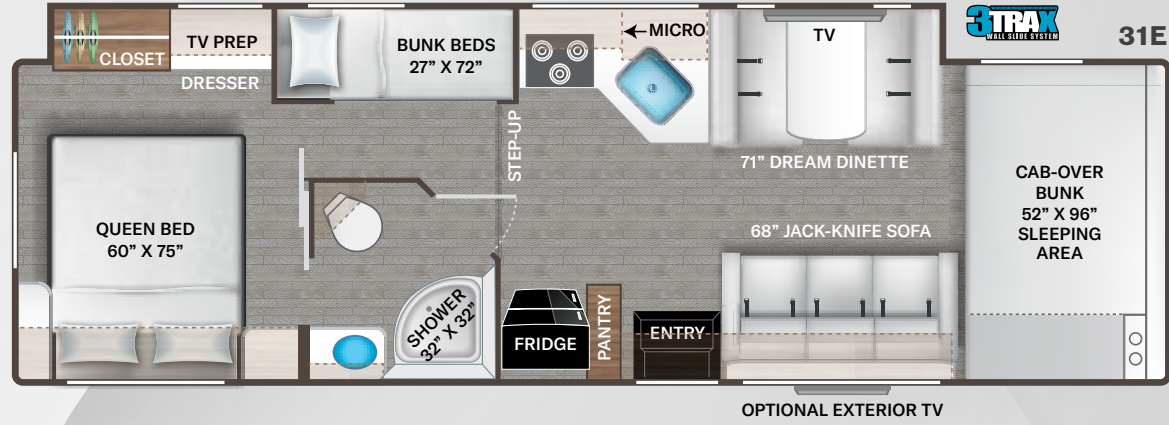 3TRAX
WALL SLIDE SYSTEM
31E
CLOSET
TV PREP
DRESSER
BUNK BEDS
27” X 72”
MICRO
TV
STEP-UP
71” DREAM DINETTE
CAB-OVER
BUNK
52” X 96”
SLEEPING
AREA
QUEEN BED
60” X 75”
68” JACK-KNIFE SOFA
SHOWER
32” X 32”
FRIDGE
PANTRY
ENTRY
OPTIONAL EXTERIOR TV